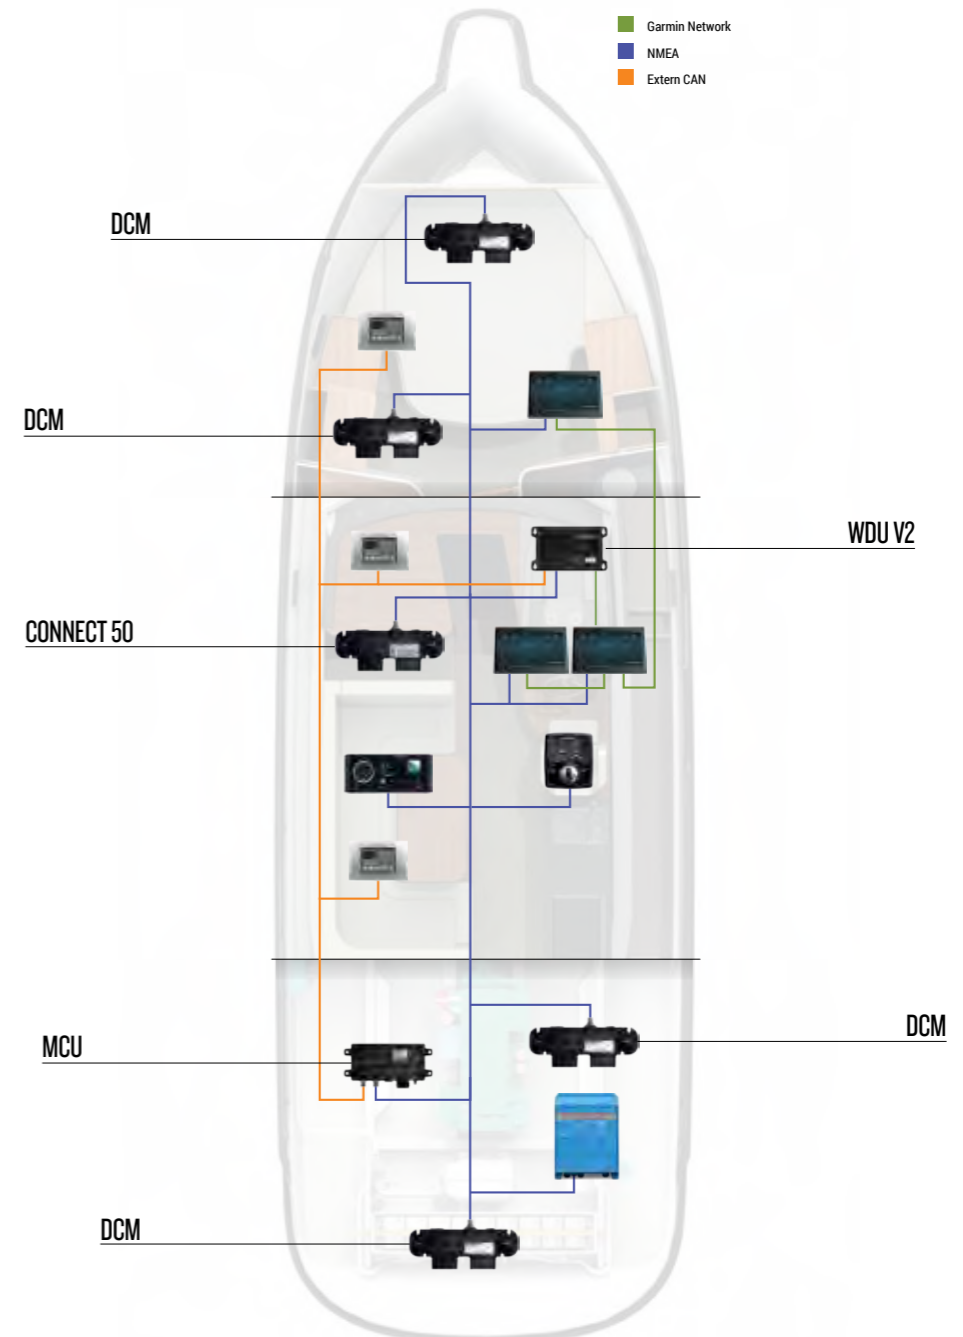 Garmin Network
NMEA
Extern CAN
DCM
DCM
WDU V2
CONNECT 50
MCU
DCM
DCM